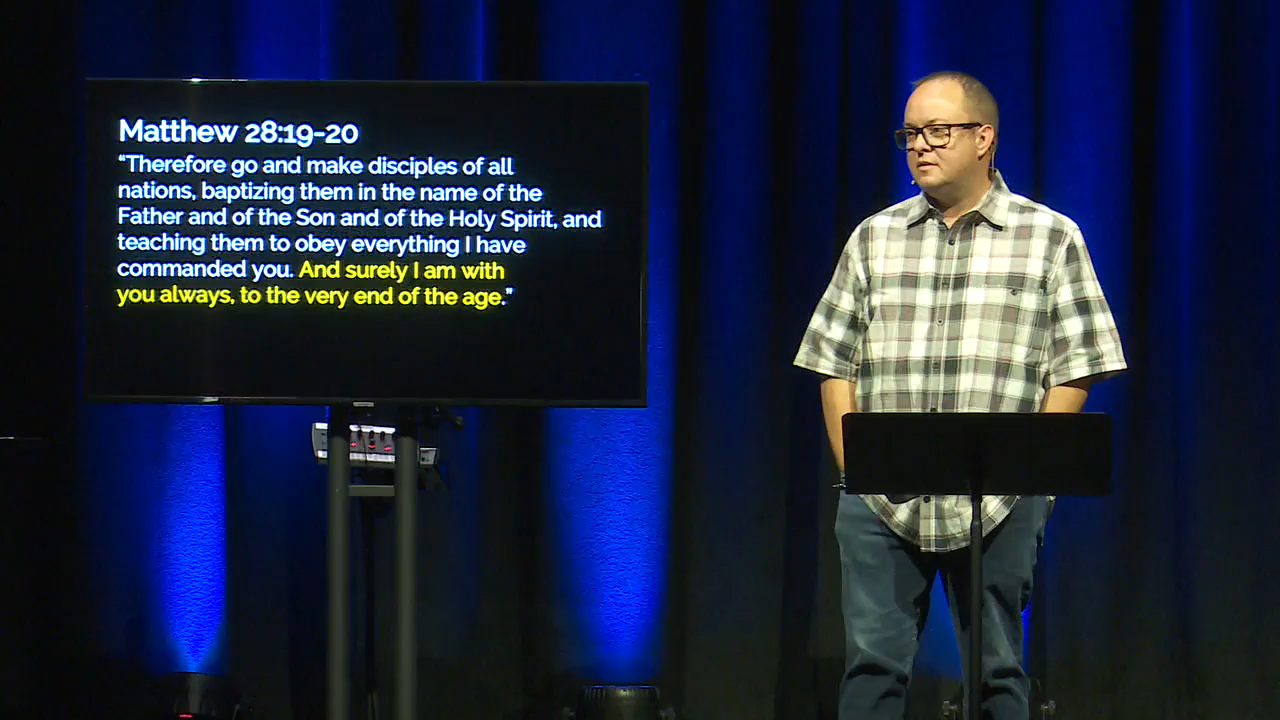 Matthew 28:19-20
“Therefore go and make disciples of all
nations, baptizing them in the name of the
Father and of the Son and of the Holy Spirit, and
teaching them to obey everything I have
commanded you. And surely I am with
you always, to the very end of the age.”